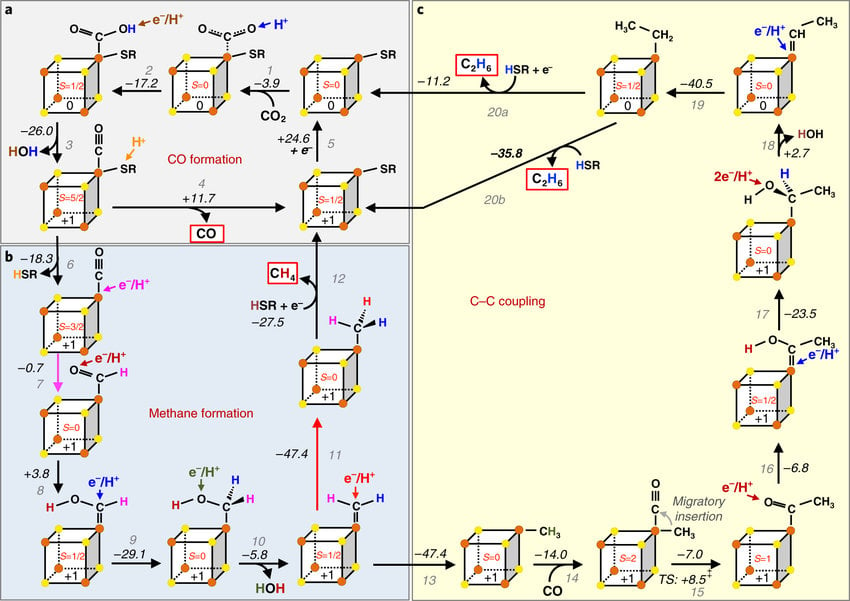 a
O
OH
e⁻/H⁺
SR
S=1/2
0
2
−17.2
O
O
H⁺
SR
S=0
0
1
−3.9
CO₂
SR
S=0
0
−26.0
HOH
3
O
C
H⁺
SR
S=5/2
+1
CO formation
4
+11.7
CO
+24.6
+ e⁻
5
SR
S=1/2
+1
b
−18.3
HSR
6
O
C
e⁻/H⁺
S=3/2
+1
−0.7
7
e⁻/H⁺
O
C
H
S=0
+1
Methane formation
+3.8
8
e⁻/H⁺
H
O
C
H
S=1/2
+1
9
−29.1
e⁻/H⁺
H
O
C
H
H
S=0
+1
10
−5.8
HOH
e⁻/H⁺
H
C
H
S=1/2
+1
−47.4
11
H
H
C
H
S=0
+1
CH₄
12
HSR + e⁻
−27.5
c
H₃C
CH₂
S=1/2
0
C₂H₆
HSR + e⁻
−11.2
20a
−35.8
HSR
C₂H₆
20b
e⁻/H⁺
CH₃
CH
S=0
0
−40.5
19
18
HOH
+2.7
2e⁻/H⁺
H
O
H
C
CH₃
S=0
+1
C–C coupling
17
−23.5
H
O
C
CH₃
e⁻/H⁺
S=1/2
+1
16
−6.8
e⁻/H⁺
O
C
CH₃
S=1
+1
−47.4
13
CH₃
S=0
+1
−14.0
CO
14
O
C
Migratory
insertion
CH₃
S=2
+1
−7.0
TS: +8.5‡
15